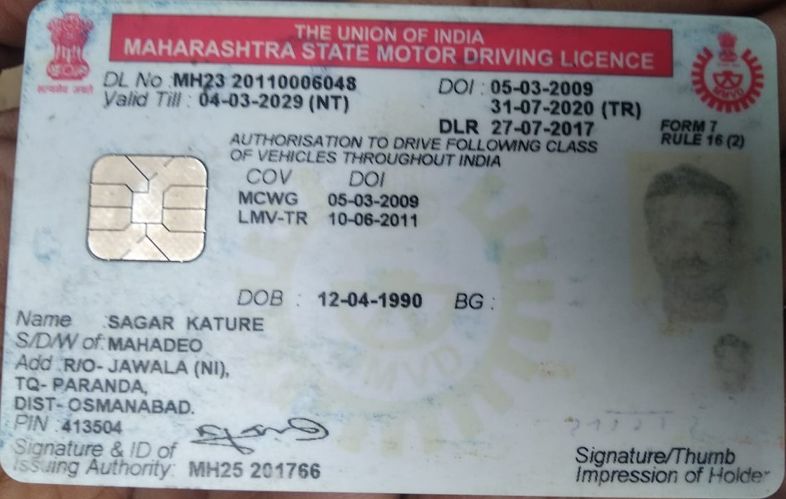 THE UNION OF INDIA
MAHARASHTRA STATE MOTOR DRIVING LICENCE
सत्यमेव जयते
DL No MH23 20110006048 DOI : 05-03-2009
Valid Till : 04-03-2029 (NT) 31-07-2020 (TR)
DLR 27-07-2017 FORM 7
RULE 16 (2)
AUTHORISATION TO DRIVE FOLLOWING CLASS
OF VEHICLES THROUGHOUT INDIA
COV DOI
MCWG 05-03-2009
LMV-TR 10-06-2011
DOB : 12-04-1990 BG :
Name SAGAR KATURE
S/D/W of MAHADEO
Add R/O- JAWALA (NI),
TQ- PARANDA,
DIST- OSMANABAD.
PIN 413504
Signature & ID of
Issuing Authority: MH25 201766
Signature/Thumb
Impression of Holder
MMVD
MMVD